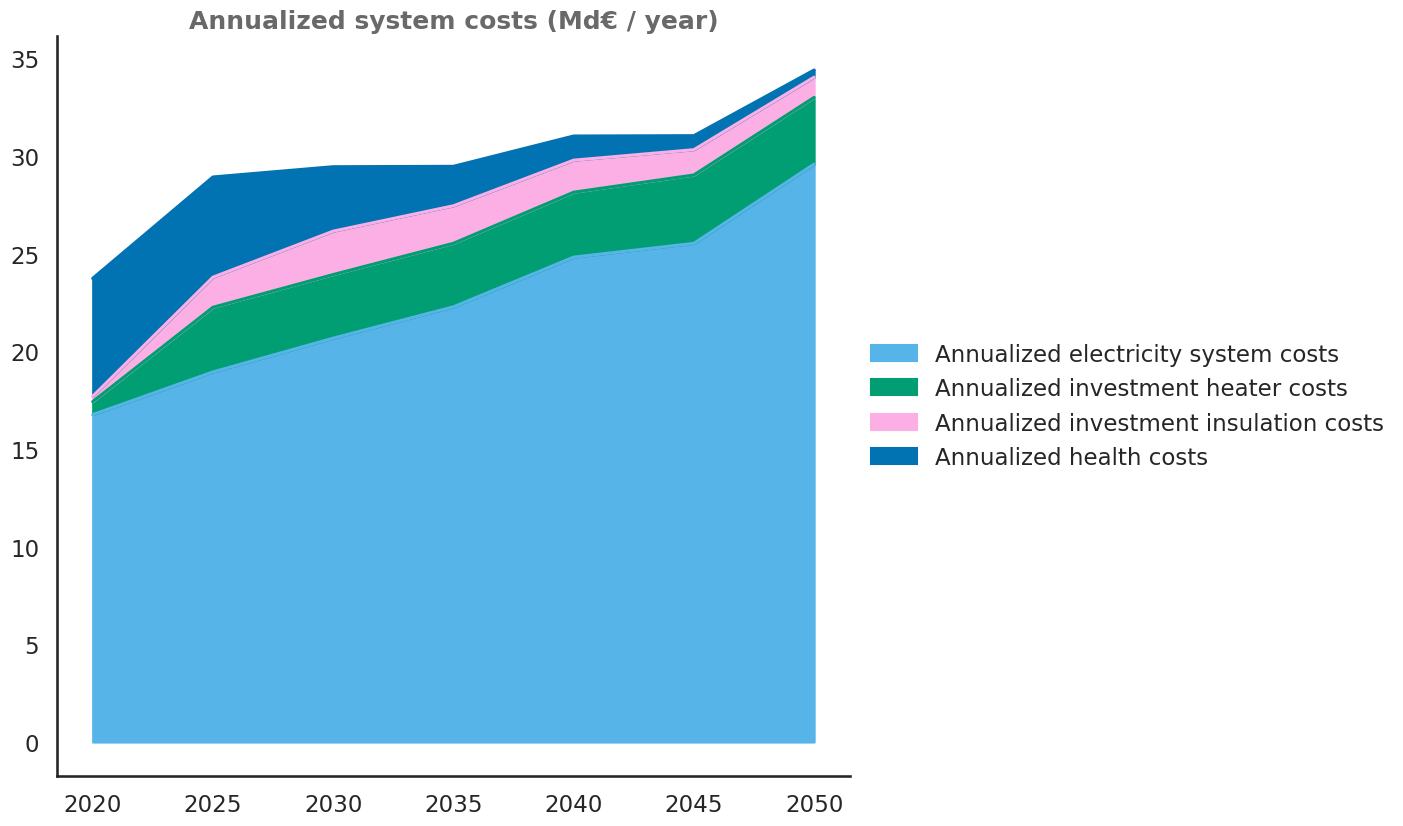 Annualized system costs (Md€ / year)
35
30
25
20
15
10
5
0
2020 2025 2030 2035 2040 2045 2050
Annualized electricity system costs
Annualized investment heater costs
Annualized investment insulation costs
Annualized health costs